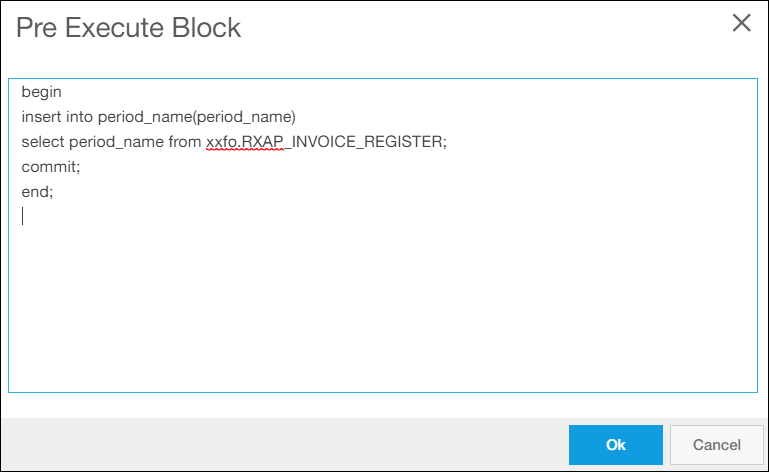 Pre Execute Block
begin
insert into period_name(period_name)
select period_name from xxfo.RXAP_INVOICE_REGISTER;
commit;
end;
Ok
Cancel